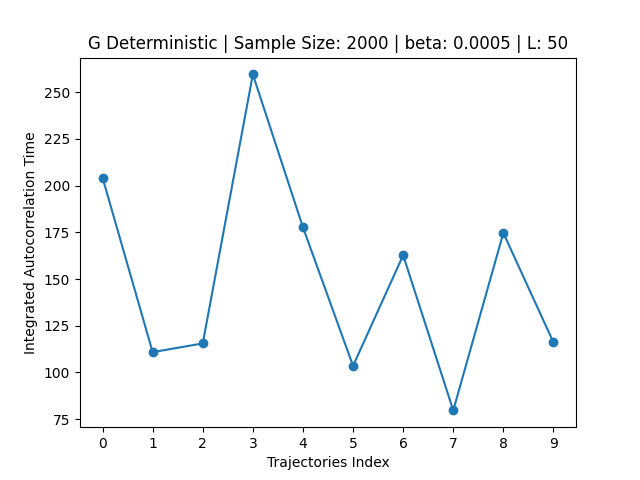 G Deterministic | Sample Size: 2000 | beta: 0.0005 | L: 50
Integrated Autocorrelation Time
250
225
200
175
150
125
100
75
0 1 2 3 4 5 6 7 8 9
Trajectories Index